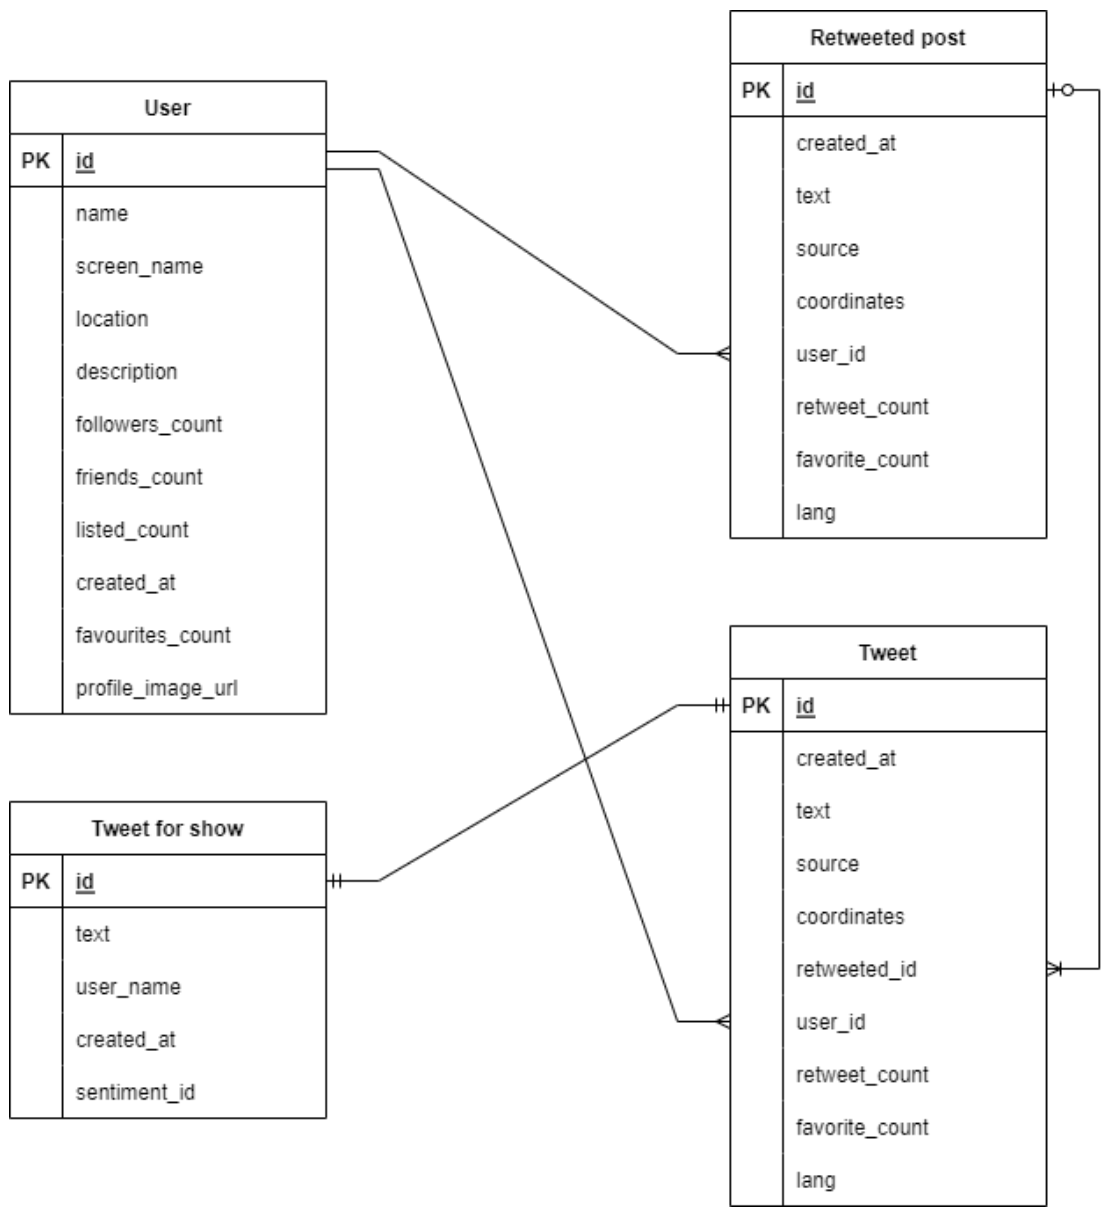 User
PK id
name
screen_name
location
description
followers_count
friends_count
listed_count
created_at
favourites_count
profile_image_url
Tweet for show
PK id
text
user_name
created_at
sentiment_id
Retweeted post
PK id
created_at
text
source
coordinates
user_id
retweet_count
favorite_count
lang
Tweet
PK id
created_at
text
source
coordinates
retweeted_id
user_id
retweet_count
favorite_count
lang